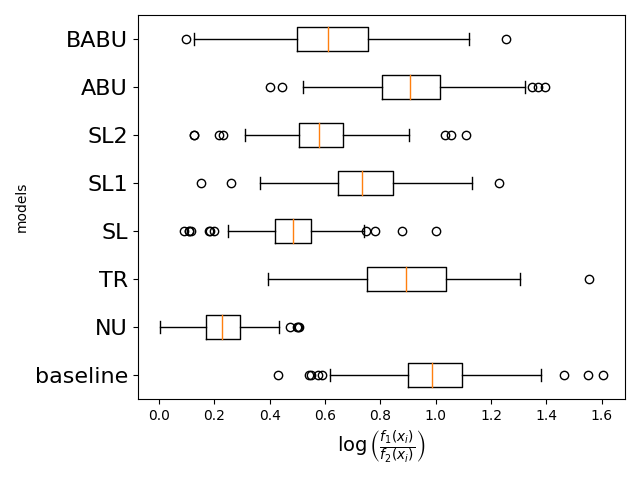 BABU
ABU
SL2
SL1
SL
TR
NU
baseline
models
0.0 0.2 0.4 0.6 0.8 1.0 1.2 1.4 1.6
log(f₁(xᵢ)/f₂(xᵢ))